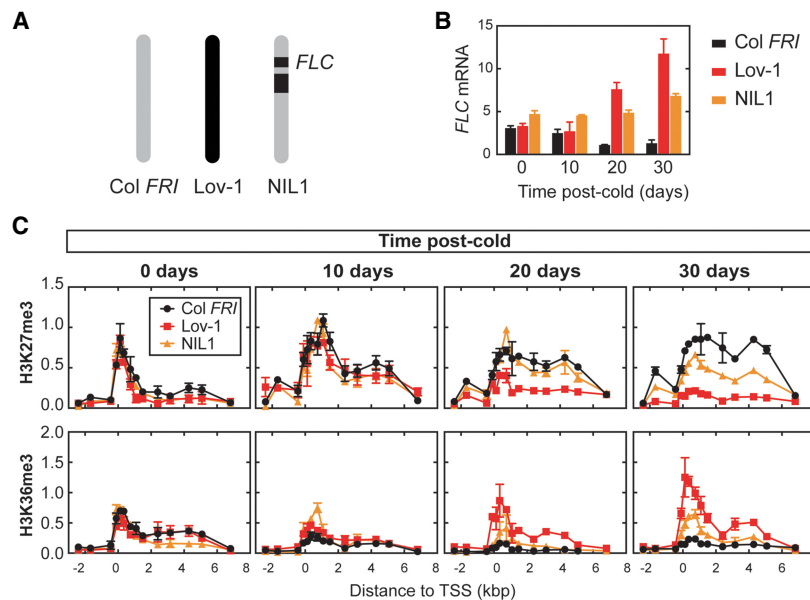 A
FLC
Col FRI
Lov-1
NIL1
B
15
10
5
0
FLC mRNA
0 10 20 30
Time post-cold (days)
Col FRI
Lov-1
NIL1
C
Time post-cold
0 days 10 days 20 days 30 days
H3K27me3
1.5
1.0
0.5
0.0
Col FRI
Lov-1
NIL1
H3K36me3
2.0
1.5
1.0
0.5
0.0
-2 0 2 4 6 -2 0 2 4 6 -2 0 2 4 6 -2 0 2 4 6 8
Distance to TSS (kbp)